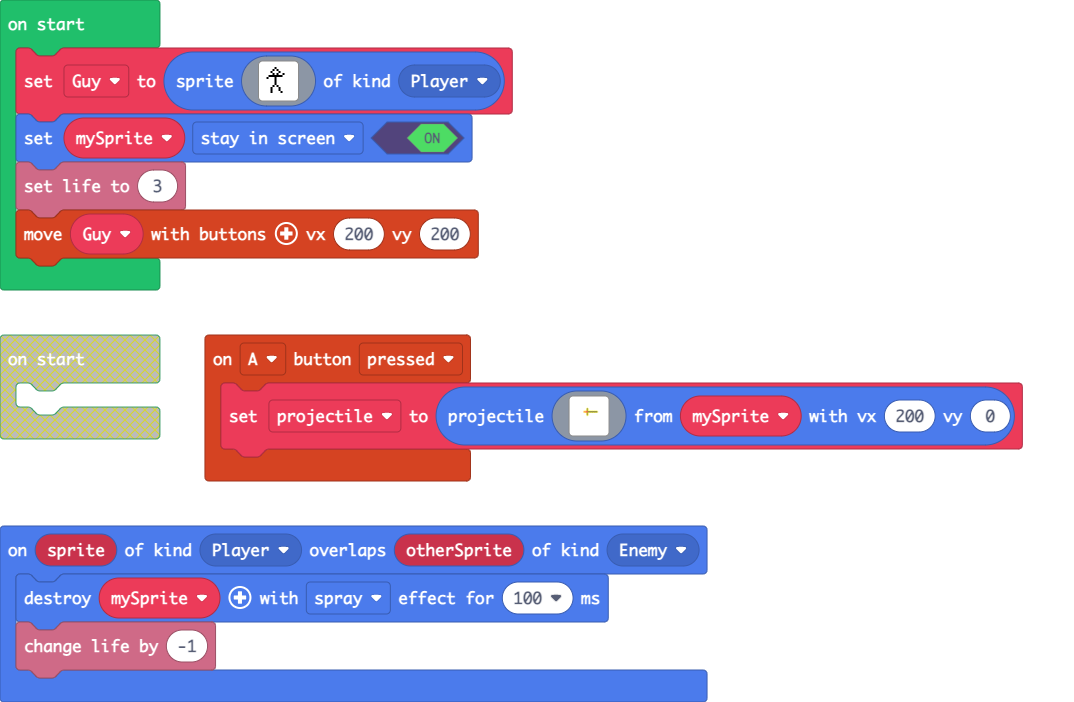 on start
set Guy to sprite of kind Player
set mySprite stay in screen ON
set life to 3
move Guy with buttons vx 200 vy 200
on start
on A button pressed
set projectile to projectile from mySprite with vx 200 vy 0
on sprite of kind Player overlaps otherSprite of kind Enemy
destroy mySprite with spray effect for 100 ms
change life by -1